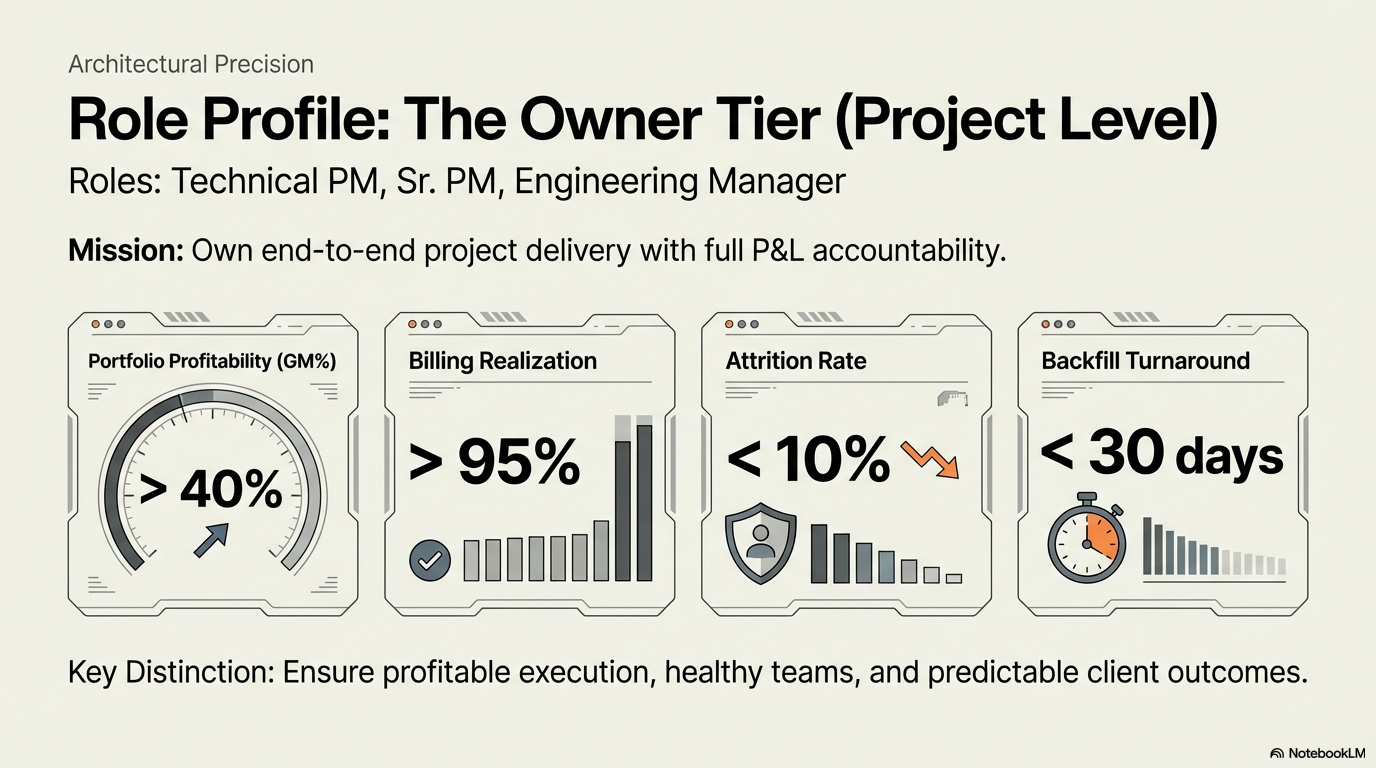 Architectural Precision
Role Profile: The Owner Tier (Project Level)
Roles: Technical PM, Sr. PM, Engineering Manager
Mission: Own end-to-end project delivery with full P&L accountability.
Portfolio Profitability (GM%)
> 40%
Billing Realization
> 95%
Attrition Rate
< 10%
Backfill Turnaround
< 30 days
Key Distinction: Ensure profitable execution, healthy teams, and predictable client outcomes.
NotebookLM